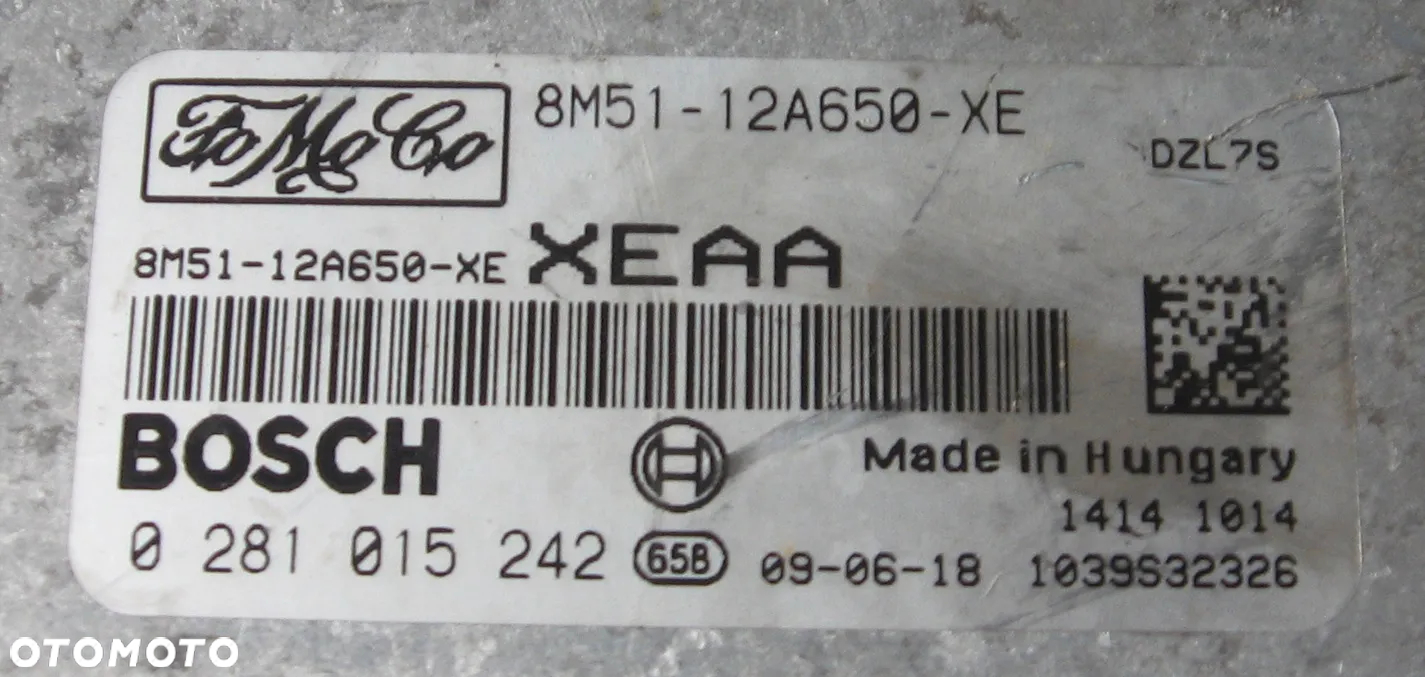 FoMoCo
8M51-12A650-XE
DZL7S
8M51-12A650-XE XEAA
BOSCH
Made in Hungary
1414 1014
0 281 015 242 65B 09-06-18 1039S32326
OTOMOTO